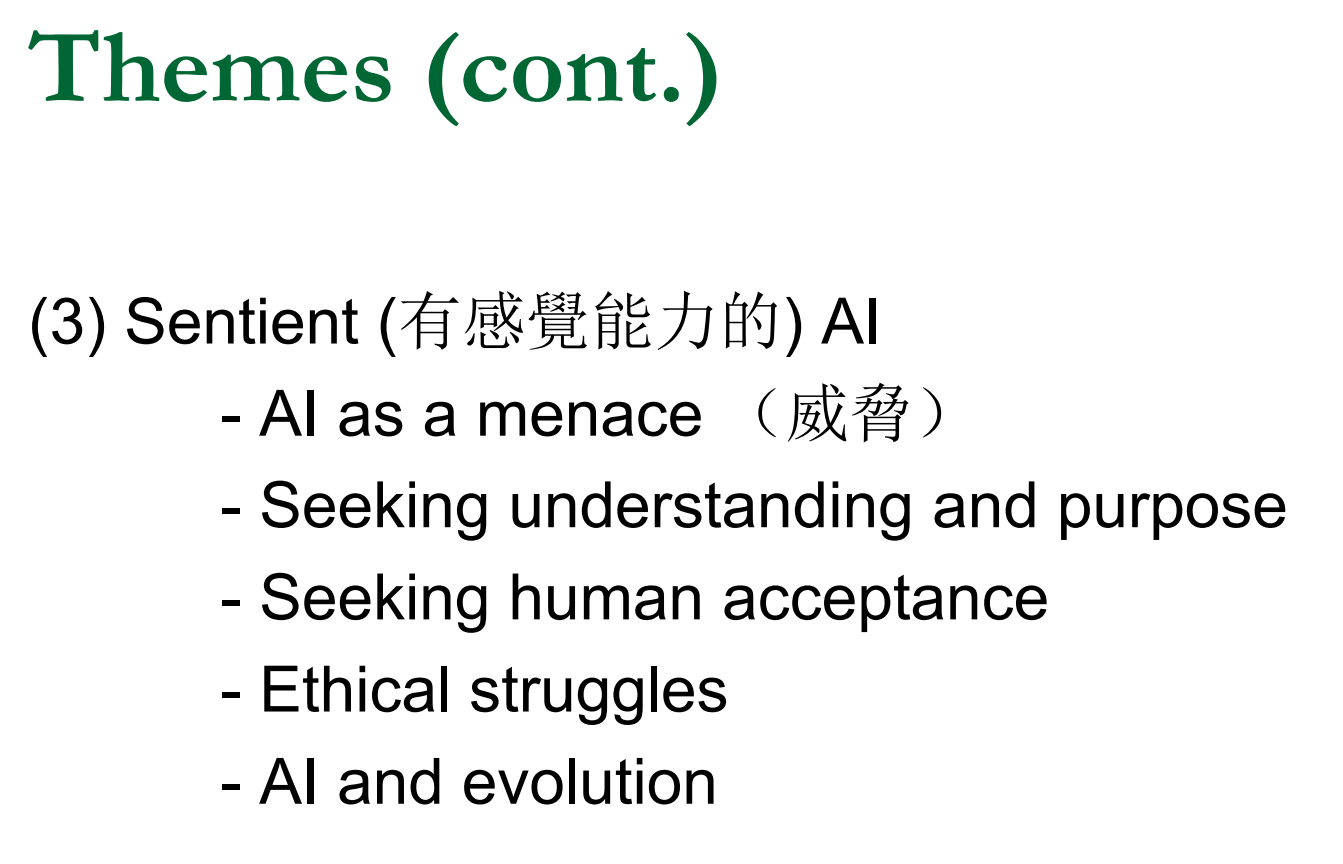 Themes (cont.)
(3) Sentient (有感覺能力的) AI
- AI as a menace （威脅）
- Seeking understanding and purpose
- Seeking human acceptance
- Ethical struggles
- AI and evolution